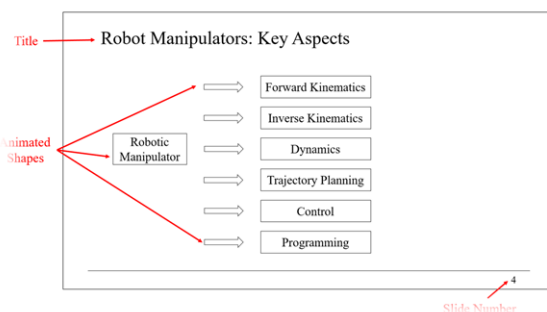 Title
Robot Manipulators: Key Aspects
Forward Kinematics
Inverse Kinematics
Animated
Shapes
Robotic
Manipulator
Dynamics
Trajectory Planning
Control
Programming
4
Slide Number